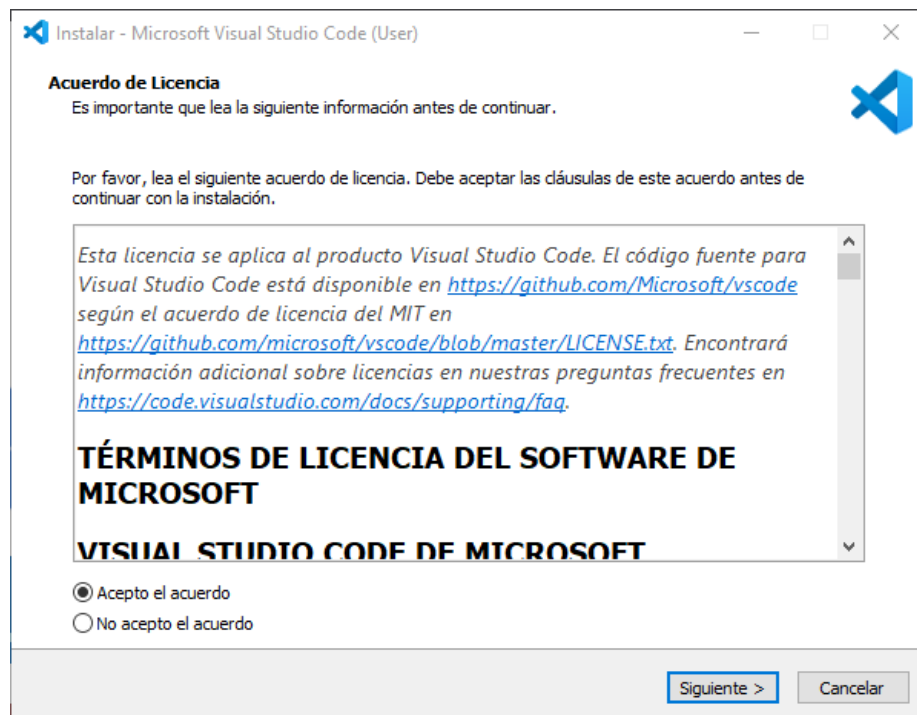 Instalar - Microsoft Visual Studio Code (User)
Acuerdo de Licencia
Es importante que lea la siguiente información antes de continuar.
Por favor, lea el siguiente acuerdo de licencia. Debe aceptar las cláusulas de este acuerdo antes de
continuar con la instalación.
Esta licencia se aplica al producto Visual Studio Code. El código fuente para
Visual Studio Code está disponible en https://github.com/Microsoft/vscode
según el acuerdo de licencia del MIT en
https://github.com/microsoft/vscode/blob/master/LICENSE.txt. Encontrará
información adicional sobre licencias en nuestras preguntas frecuentes en
https://code.visualstudio.com/docs/supporting/faq.
TÉRMINOS DE LICENCIA DEL SOFTWARE DE
MICROSOFT
VISUAL STUDIO CODE DE MICROSOFT
Acepto el acuerdo
No acepto el acuerdo
Siguiente >
Cancelar